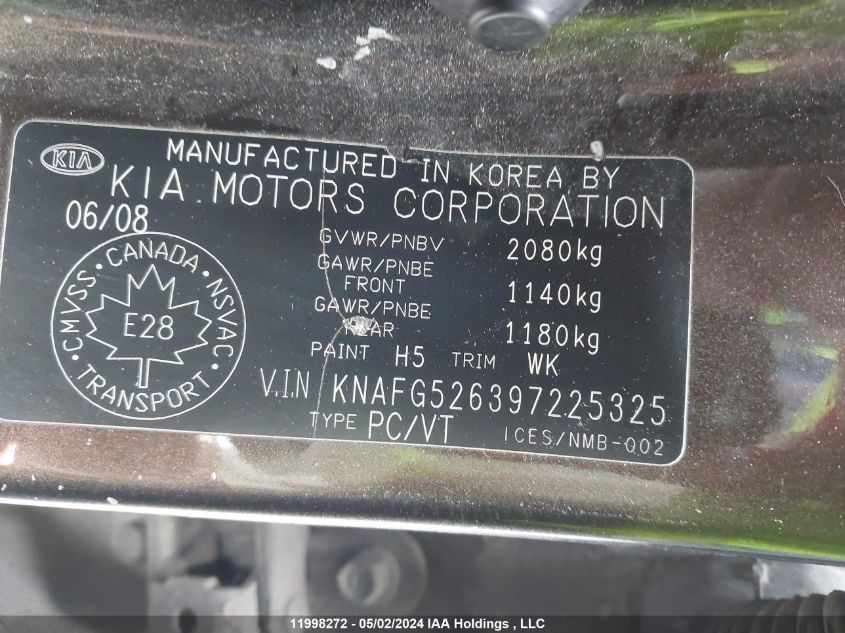 KIA
MANUFACTURED IN KOREA BY
KIA MOTORS CORPORATION
06/08
GVWR/PNBV 2080kg
GAWR/PNBE
FRONT 1140kg
GAWR/PNBE
REAR 1180kg
PAINT H5 TRIM WK
V.I.N KNAFG526397225325
TYPE PC/VT ICES/NMB-002
CANADA • NSVAC • TRANSPORT • CMVSS •
E28
11998272 - 05/02/2024 IAA Holdings , LLC